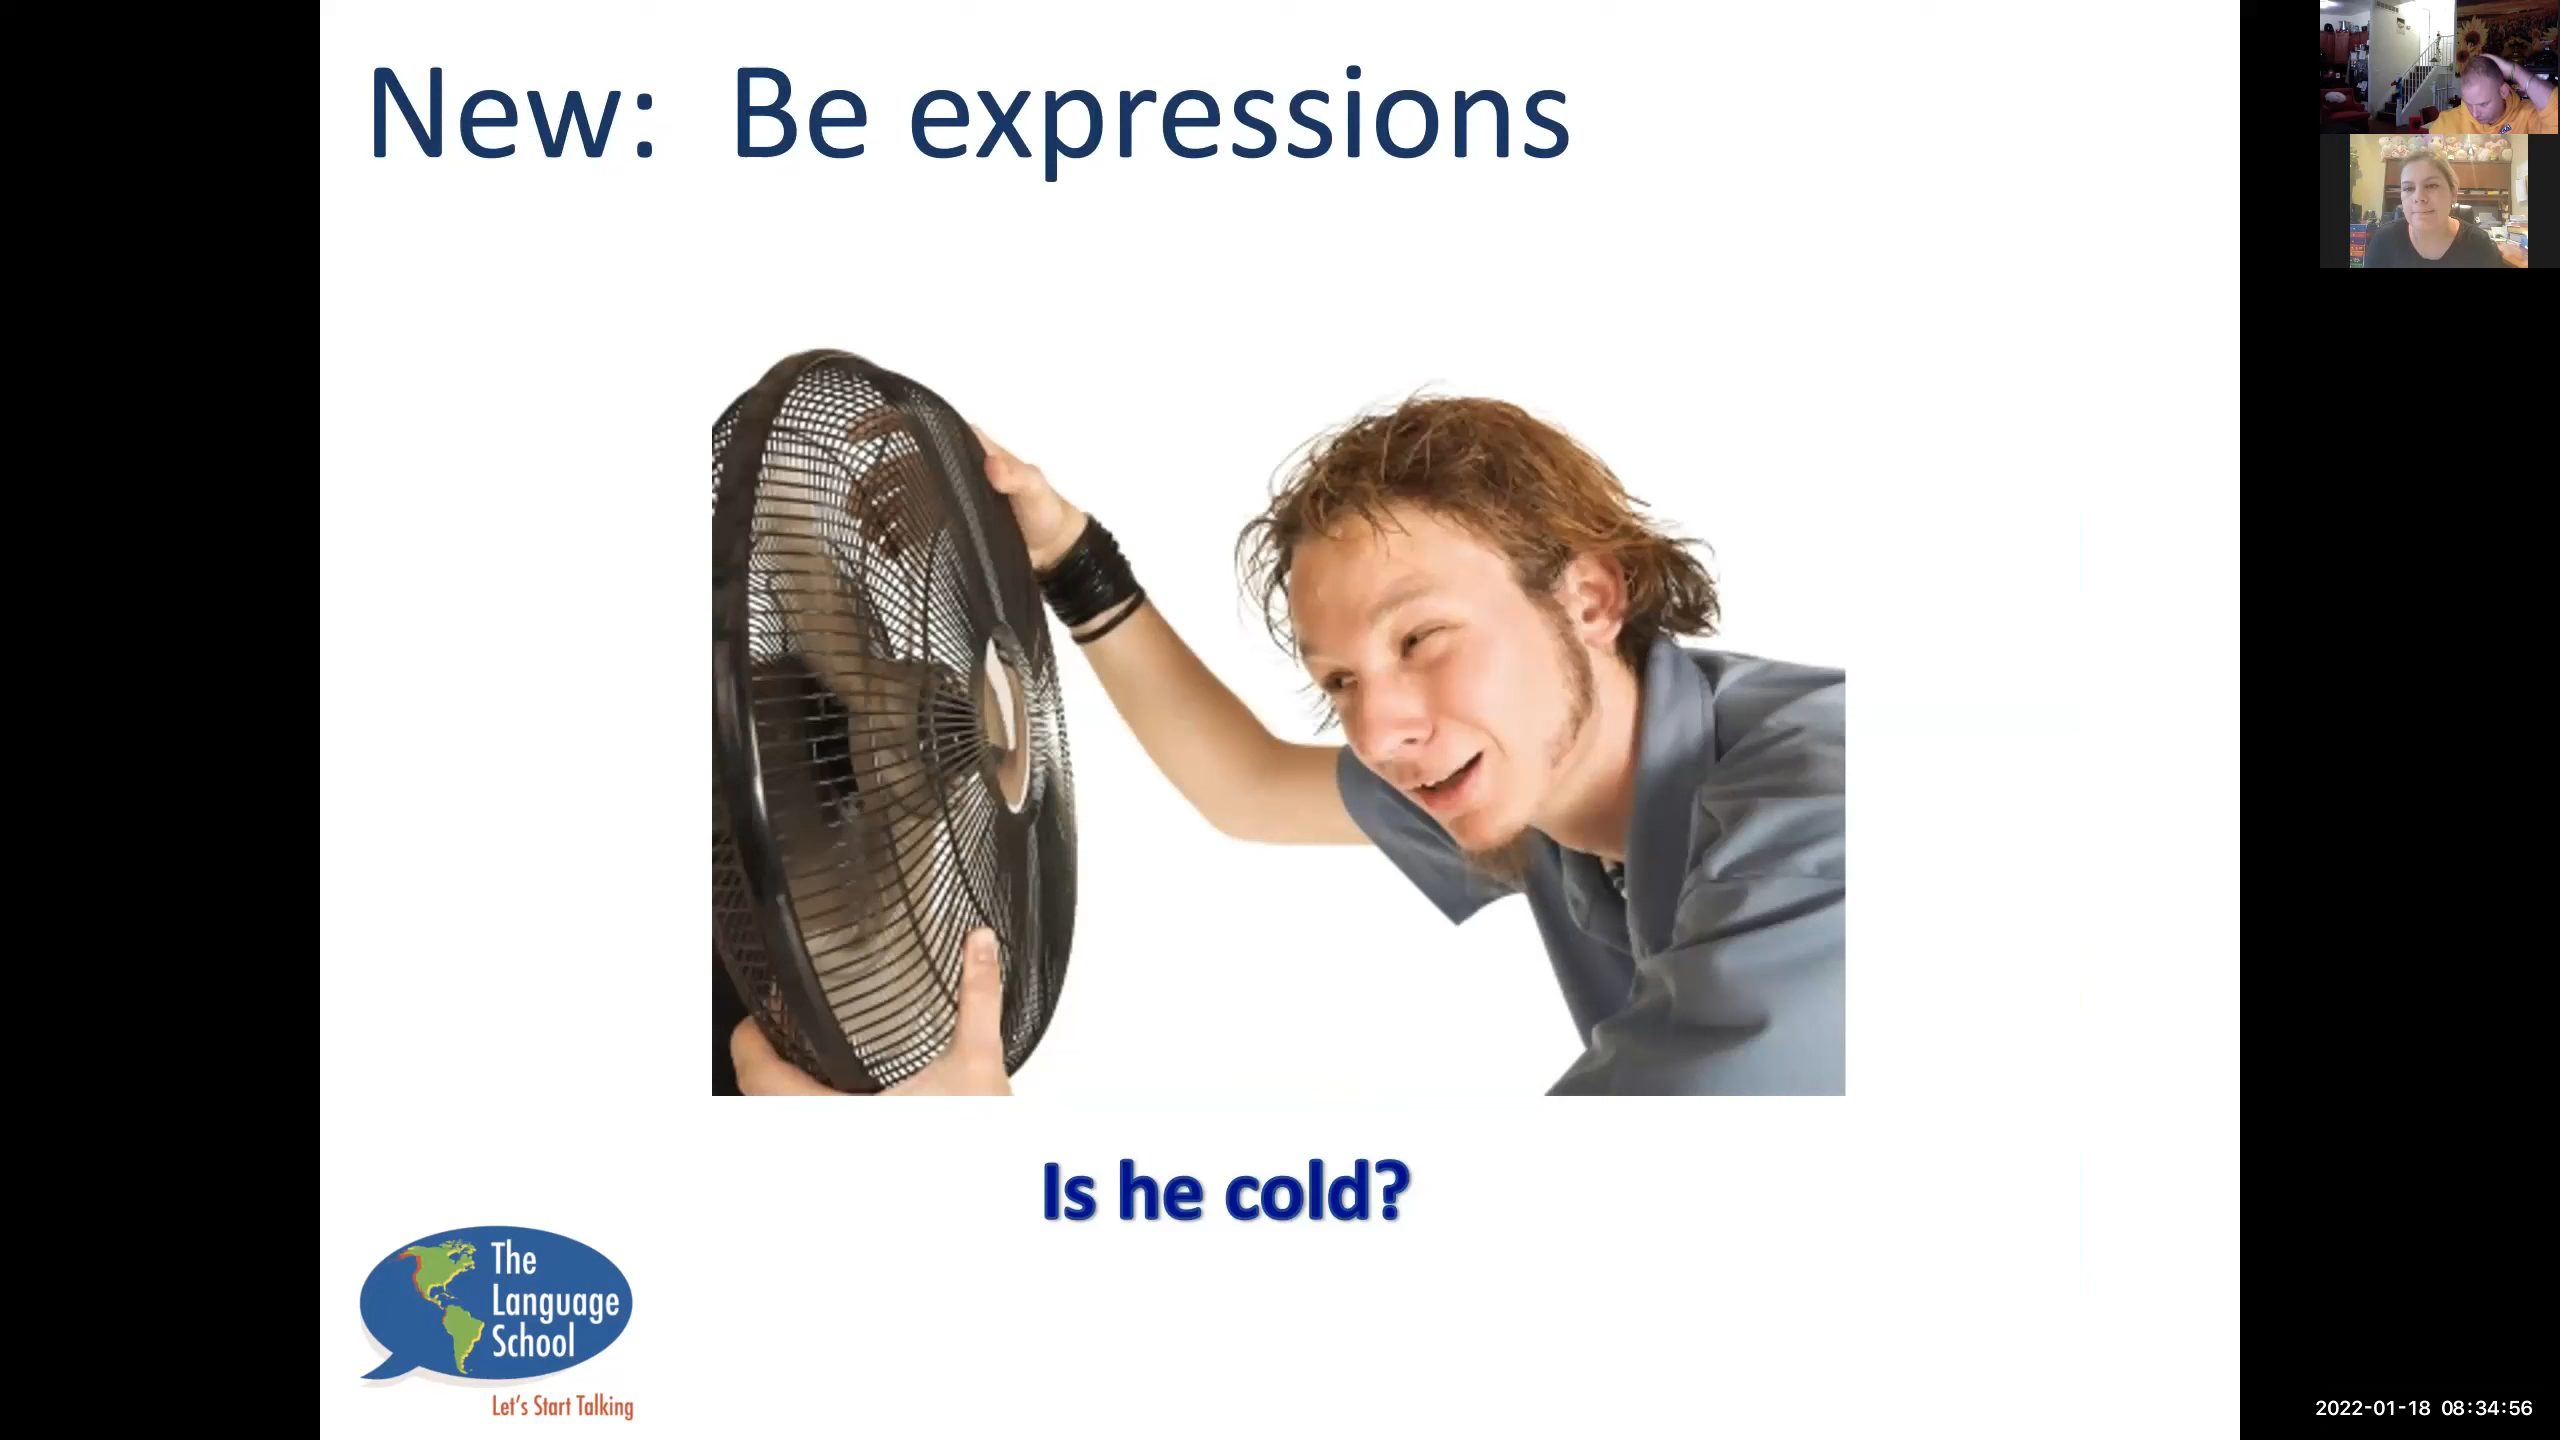 New: Be expressions
Is he cold?
The
Language
School
Let's Start Talking
2022-01-18 08:34:56